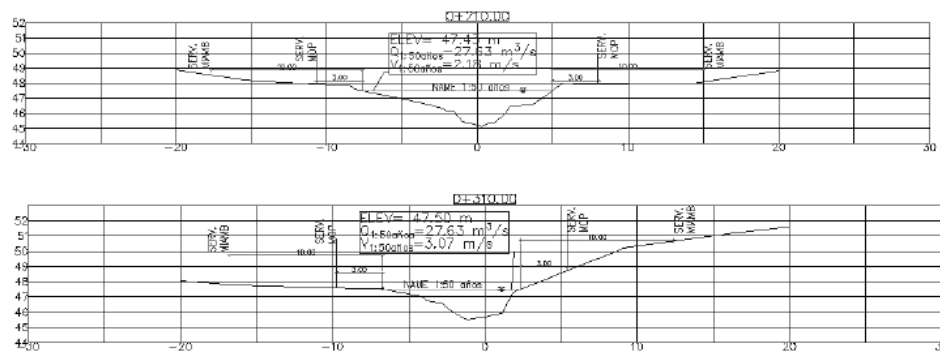 0+210.00
52
51
50
49
48
47
46
45
44
ELEV= 47.43 m
Q1:50años=27.63 m³/s
V1:50años=2.18 m/s
SERV.
SERV.
MOP
SERV.
MOP
SERV.
10.00
3.00
3.00
10.00
NAME 1:50 años
-30
-20
-10
0
10
20
30
0+310.00
52
51
50
49
48
47
46
45
44
ELEV= 47.50 m
Q1:50años=27.63 m³/s
V1:50años=3.07 m/s
SERV.
MIAMB
SERV.
MOP
SERV.
MOP
SERV.
MIAMB
10.00
3.00
3.00
10.00
NAME 1:50 años
-30
-20
-10
0
10
20